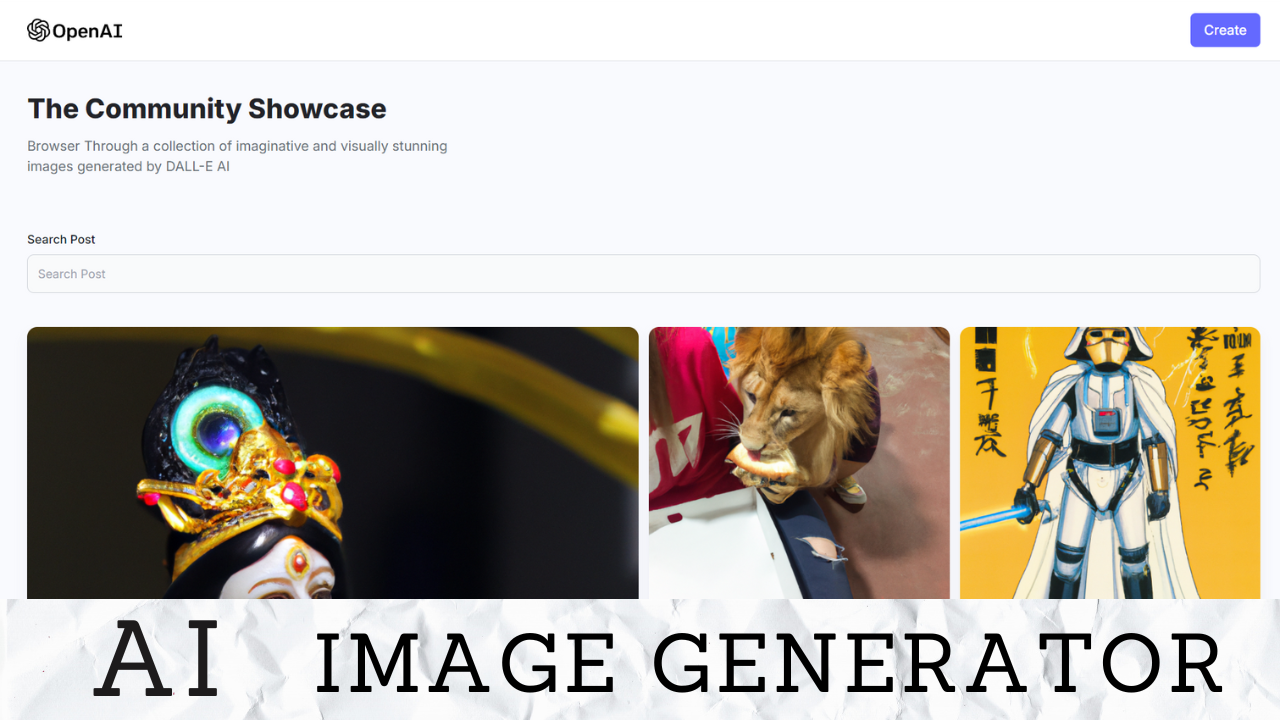 OpenAI
Create
The Community Showcase
Browser Through a collection of imaginative and visually stunning
images generated by DALL-E AI
Search Post
Search Post
AI IMAGE GENERATOR